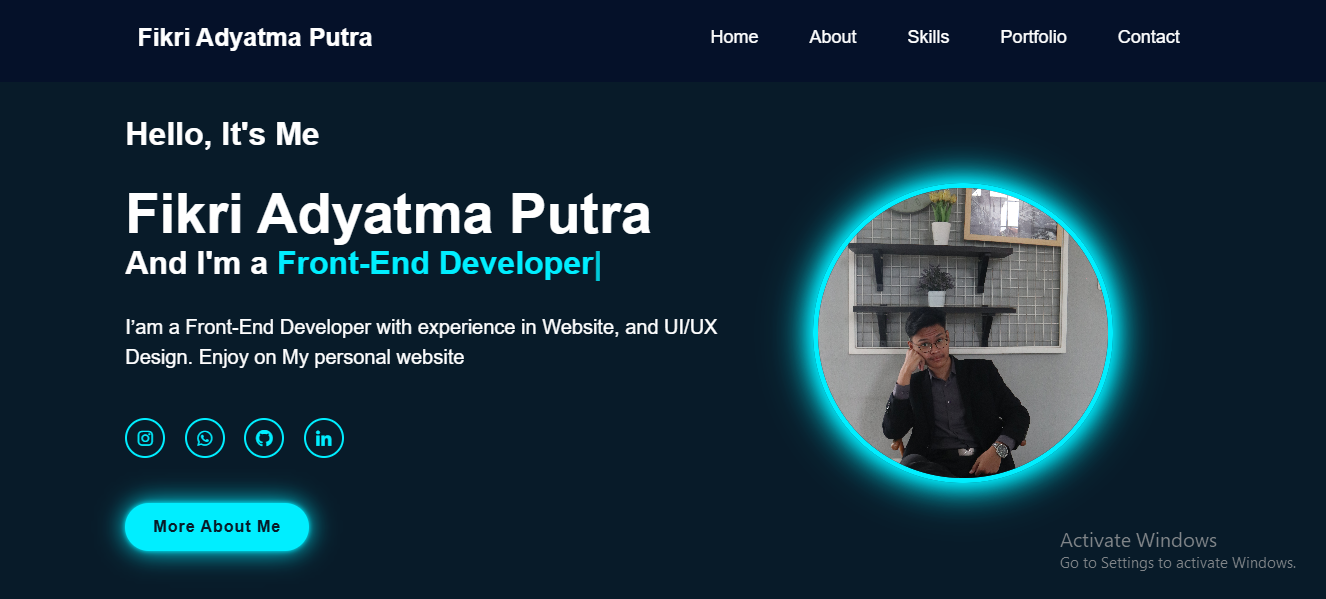 Fikri Adyatma Putra
Home
About
Skills
Portfolio
Contact
Hello, It's Me
Fikri Adyatma Putra
And I'm a Front-End Developer|
I’am a Front-End Developer with experience in Website, and UI/UX
Design. Enjoy on My personal website
in
More About Me
Activate Windows
Go to Settings to activate Windows.